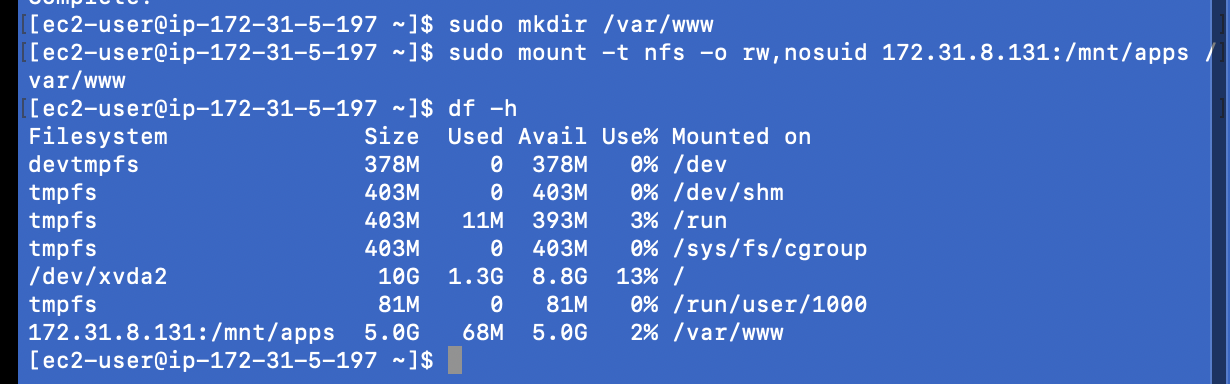 Complete!
[[ec2-user@ip-172-31-5-197 ~]$ sudo mkdir /var/www ]
[[ec2-user@ip-172-31-5-197 ~]$ sudo mount -t nfs -o rw,nosuid 172.31.8.131:/mnt/apps /]
var/www
[[ec2-user@ip-172-31-5-197 ~]$ df -h ]
Filesystem              Size  Used Avail Use% Mounted on
devtmpfs                378M     0  378M   0% /dev
tmpfs                   403M     0  403M   0% /dev/shm
tmpfs                   403M   11M  393M   3% /run
tmpfs                   403M     0  403M   0% /sys/fs/cgroup
/dev/xvda2               10G  1.3G  8.8G  13% /
tmpfs                    81M     0   81M   0% /run/user/1000
172.31.8.131:/mnt/apps  5.0G   68M  5.0G   2% /var/www
[ec2-user@ip-172-31-5-197 ~]$